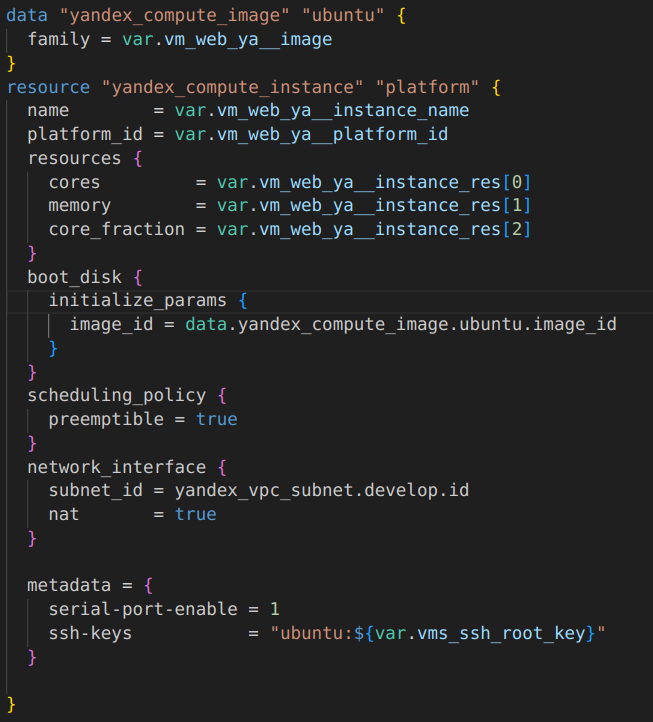 data "yandex_compute_image" "ubuntu" {
  family = var.vm_web_ya__image
}
resource "yandex_compute_instance" "platform" {
  name        = var.vm_web_ya__instance_name
  platform_id = var.vm_web_ya__platform_id
  resources {
    cores         = var.vm_web_ya__instance_res[0]
    memory        = var.vm_web_ya__instance_res[1]
    core_fraction = var.vm_web_ya__instance_res[2]
  }
  boot_disk {
    initialize_params {
      image_id = data.yandex_compute_image.ubuntu.image_id
    }
  }
  scheduling_policy {
    preemptible = true
  }
  network_interface {
    subnet_id = yandex_vpc_subnet.develop.id
    nat       = true
  }

  metadata = {
    serial-port-enable = 1
    ssh-keys           = "ubuntu:${var.vms_ssh_root_key}"
  }

}